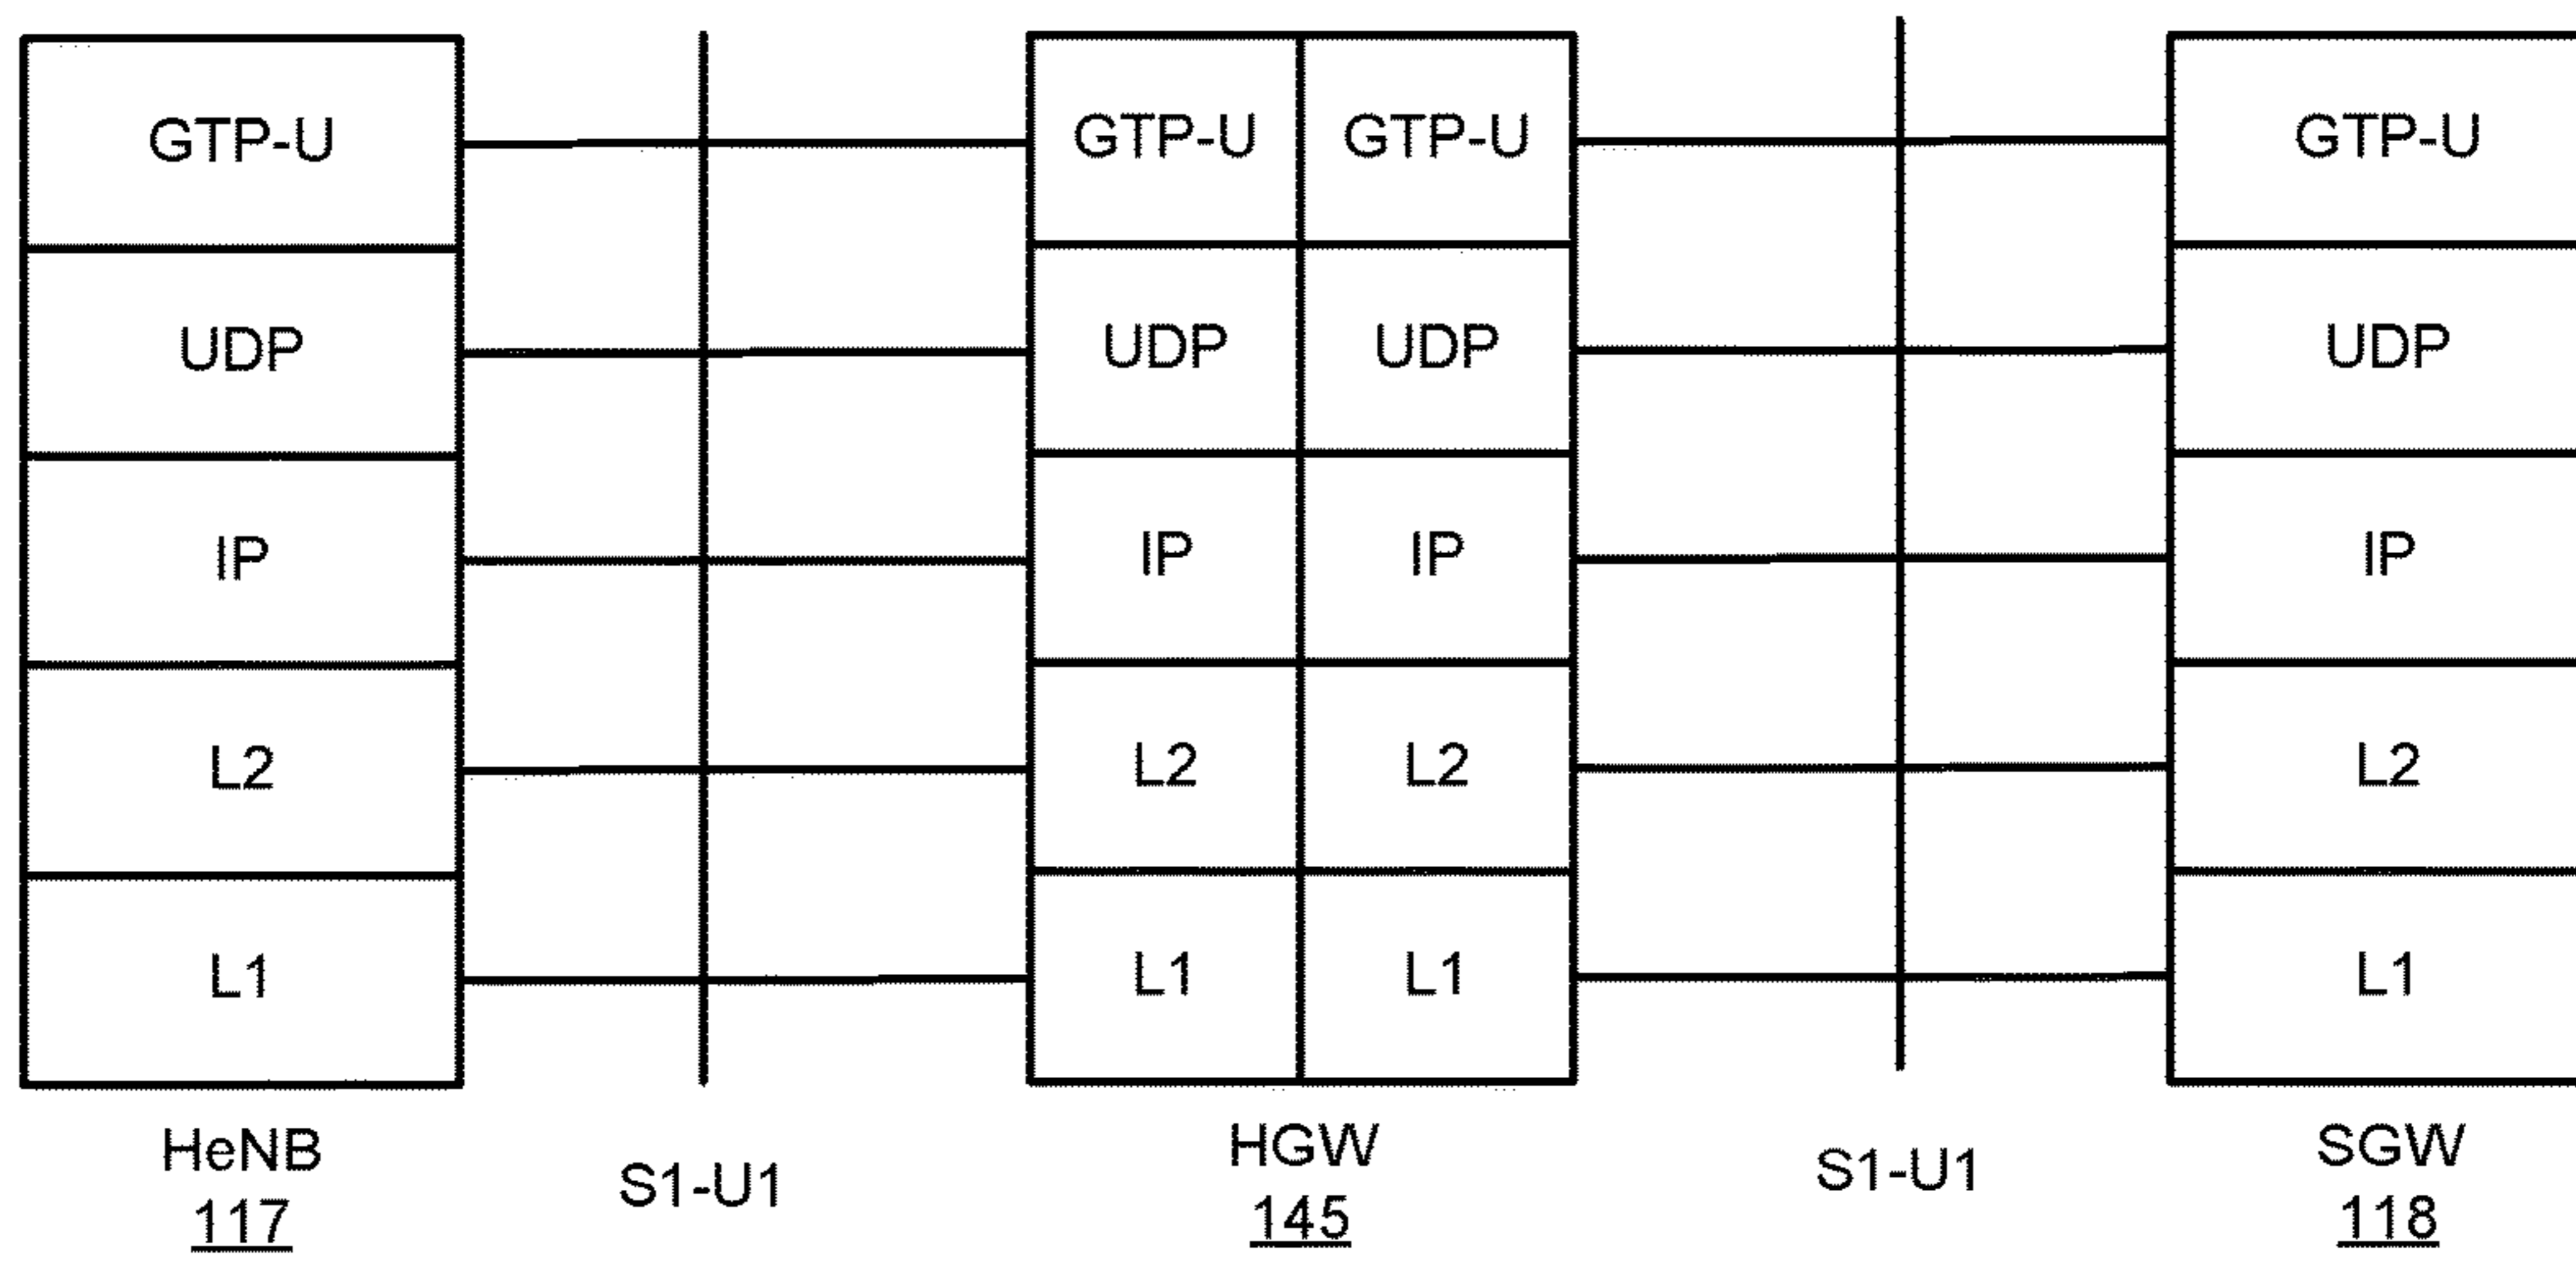 GTP-U GTP-U GTP-U GTP-U
UDP UDP UDP UDP
IP IP IP IP
L2 L2 L2 L2
L1 L1 L1 L1
HeNB S1-U1 HGW S1-U1 SGW
117 145 118